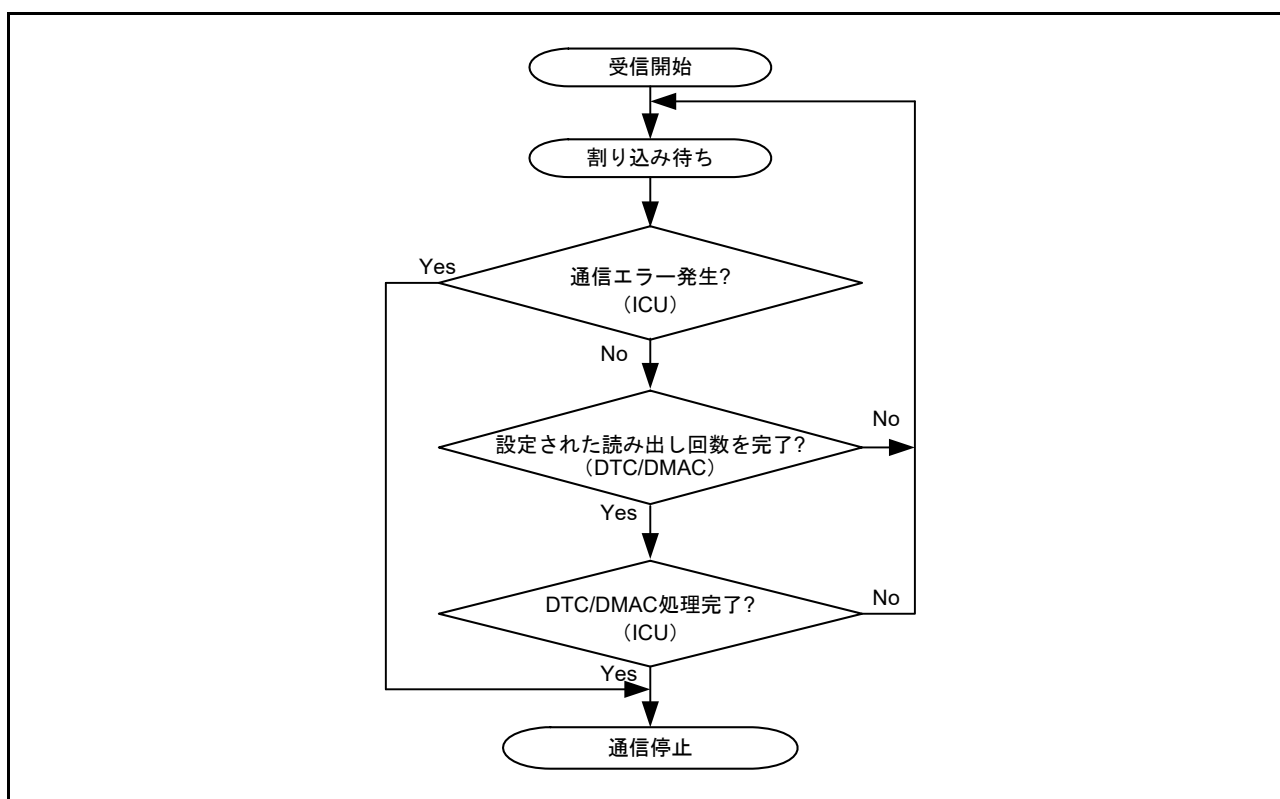 受信開始
割り込み待ち
Yes
通信エラー発生?
（ICU）
No
設定された読み出し回数を完了?
（DTC/DMAC）
No
Yes
DTC/DMAC処理完了?
（ICU）
No
Yes
通信停止